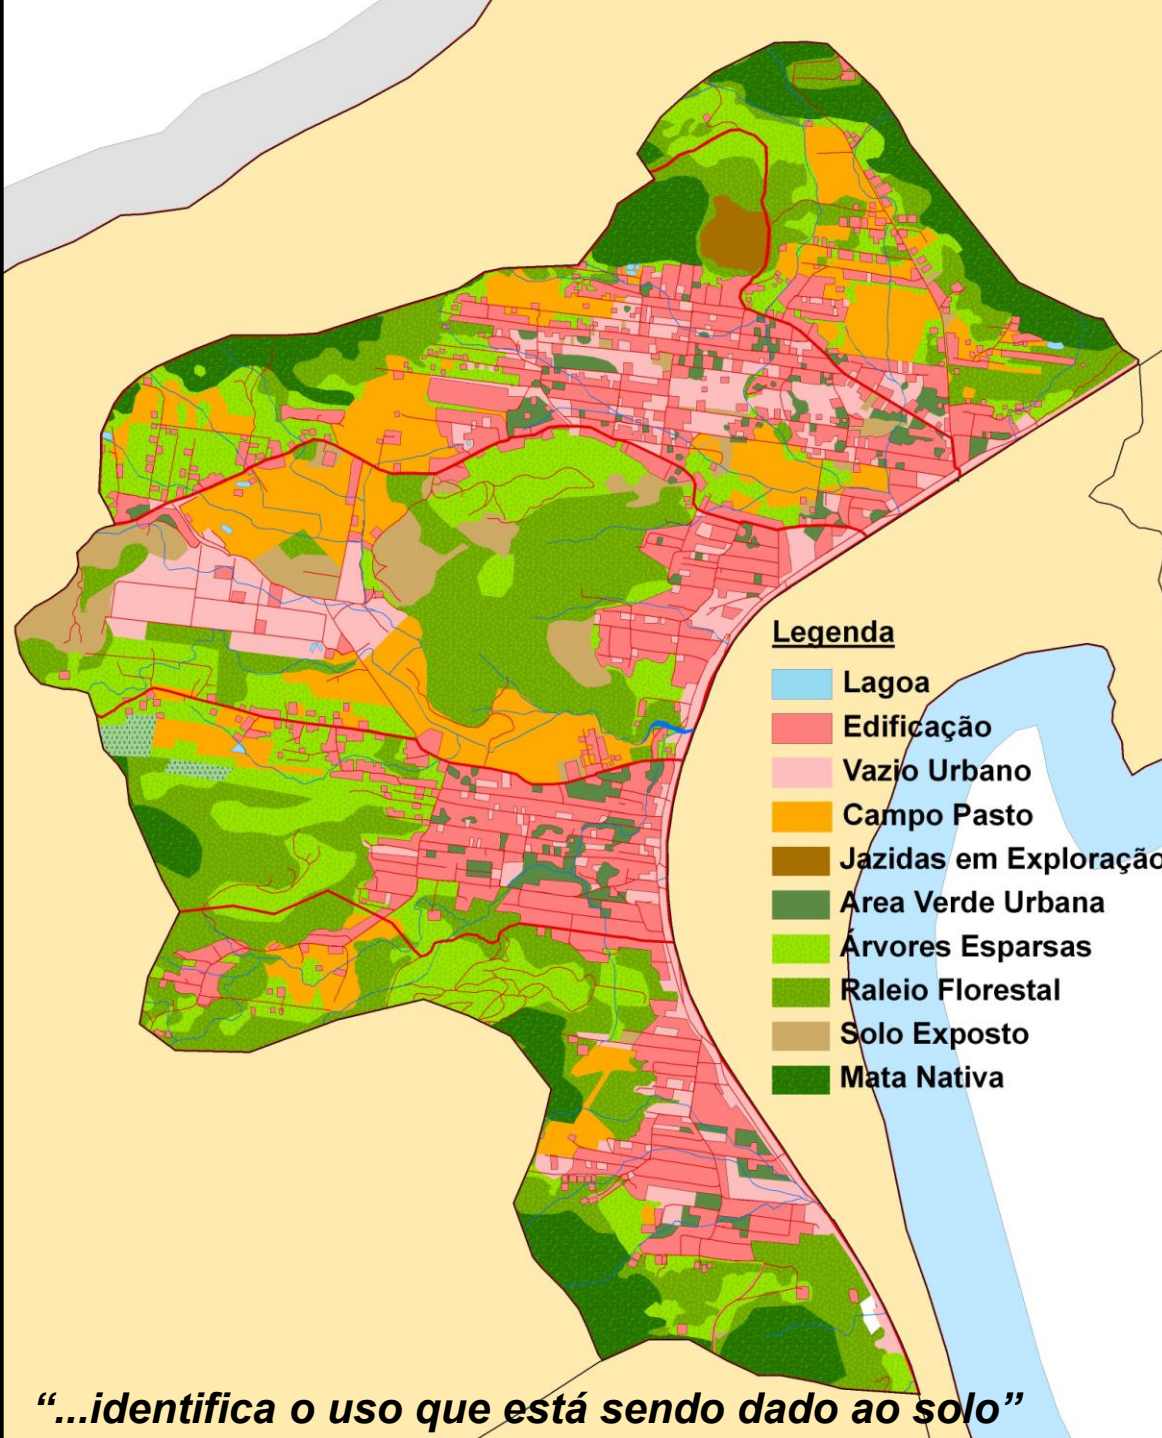 Legenda
Lagoa
Edificação
Vazio Urbano
Campo Pasto
Jazidas em Exploração
Area Verde Urbana
Árvores Esparsas
Raleio Florestal
Solo Exposto
Mata Nativa
“...identifica o uso que está sendo dado ao solo”